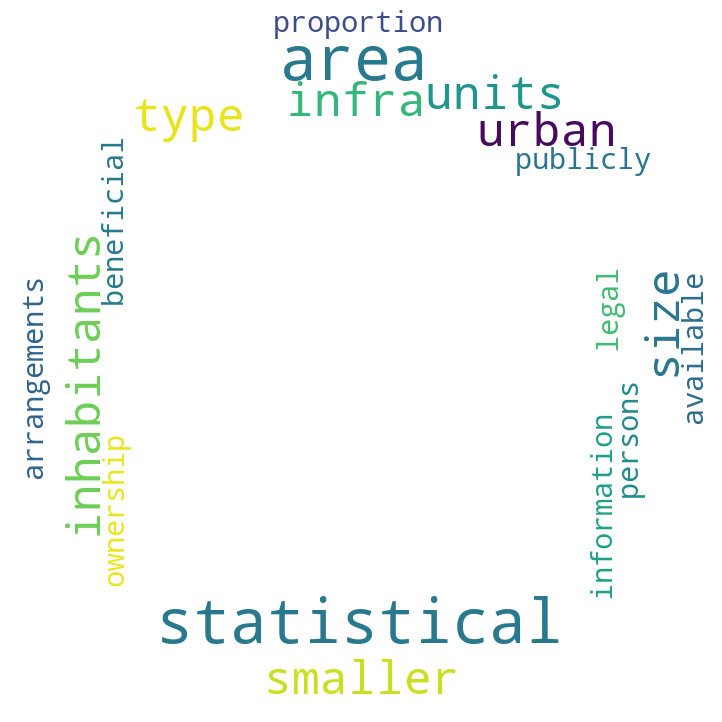 proportion
area
infra
units
type
urban
publicly
beneficial
inhabitants
arrangements
ownership
legal
size
available
persons
information
statistical
smaller